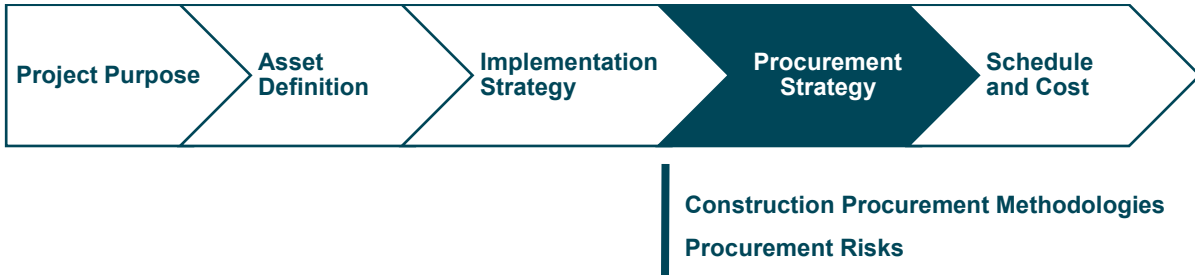 Project Purpose
Asset
Definition
Implementation
Strategy
Procurement
Strategy
Schedule
and Cost
Construction Procurement Methodologies
Procurement Risks